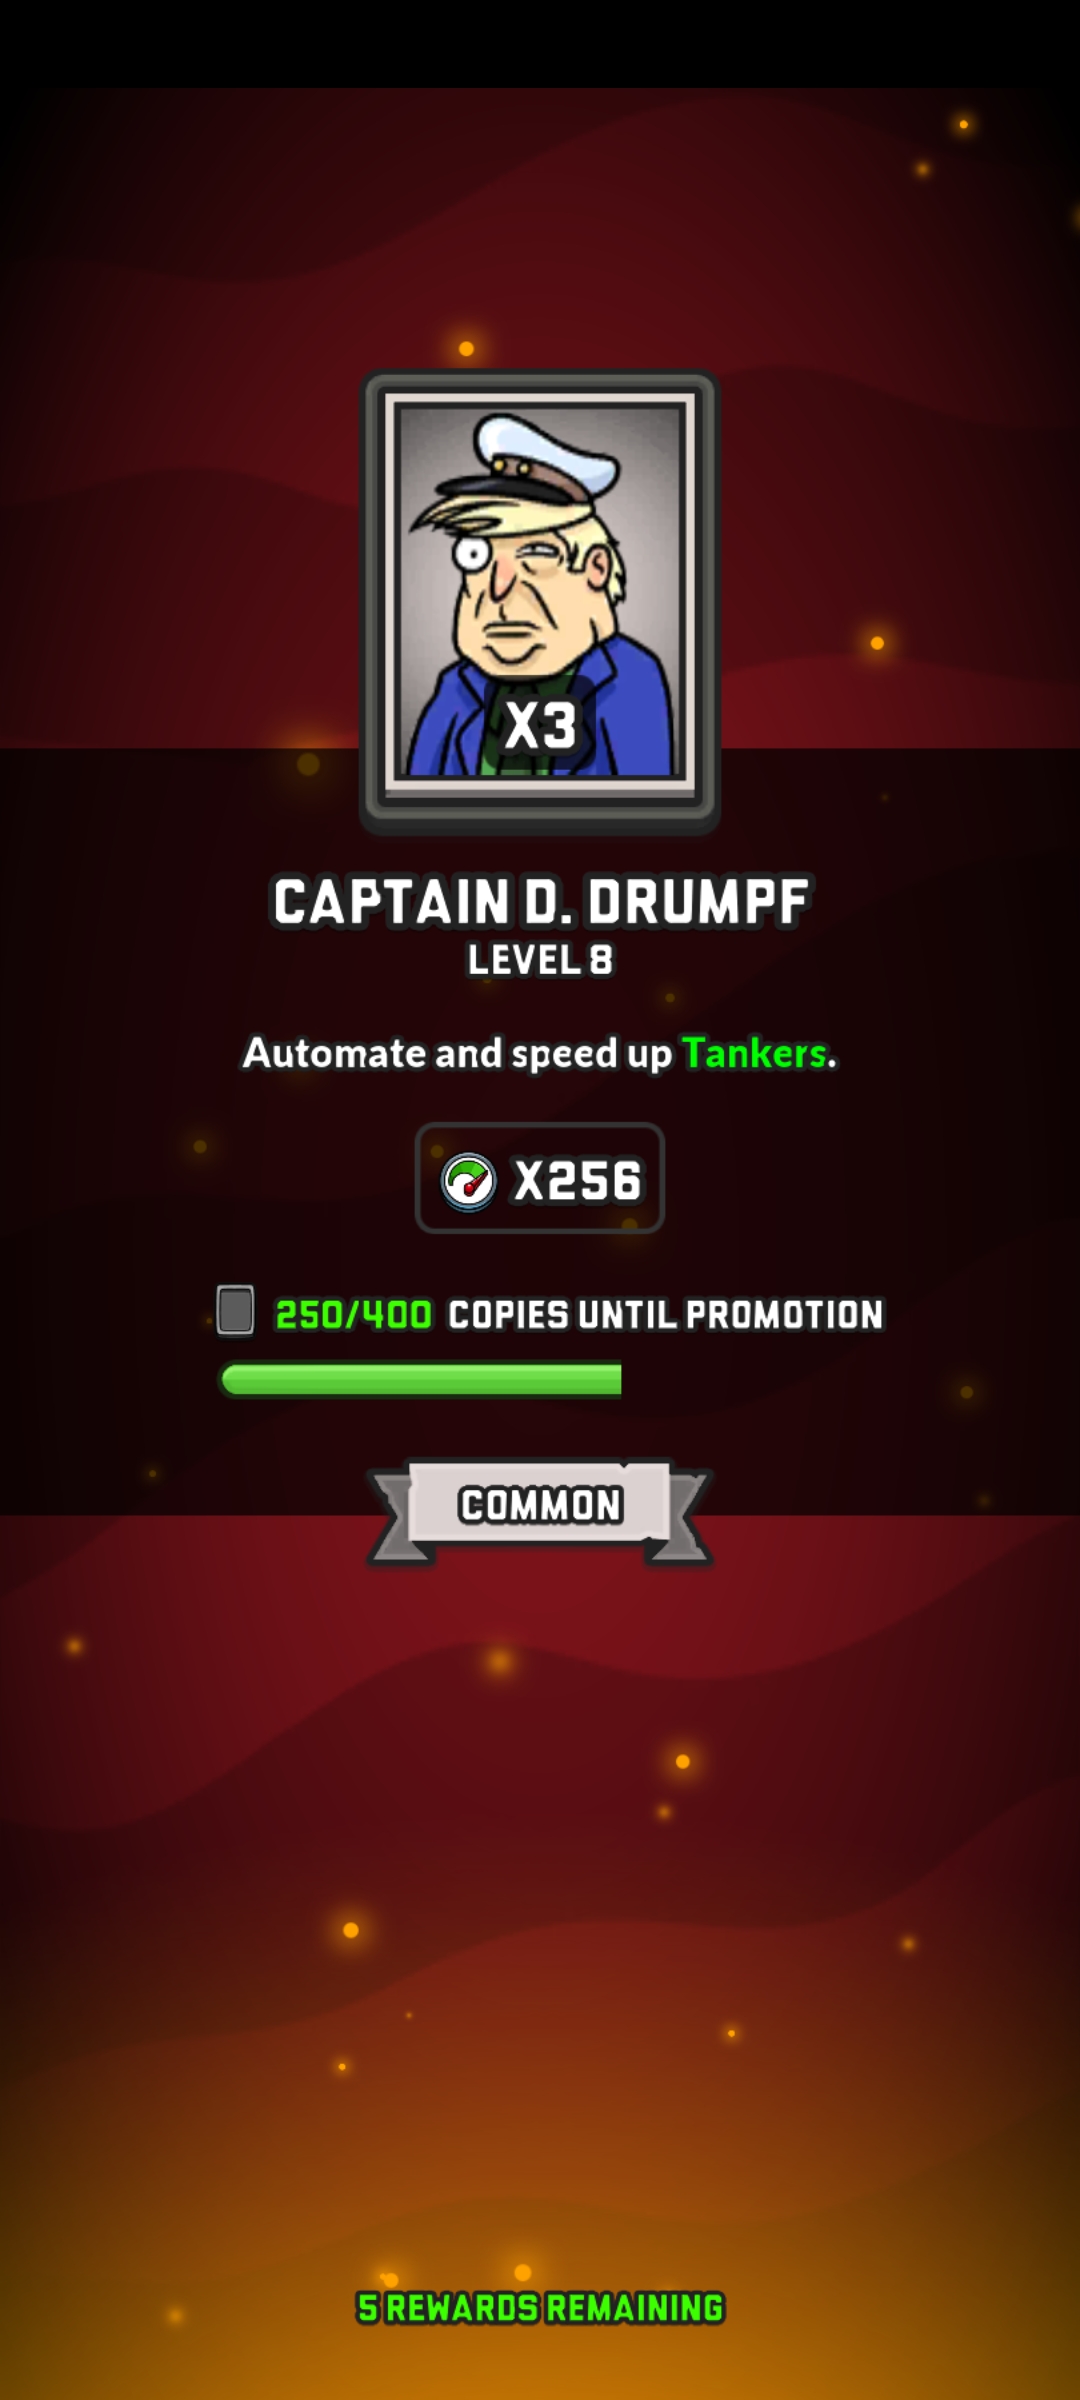 X3
CAPTAIN D. DRUMPF
LEVEL 8
Automate and speed up Tankers.
X256
250/400 COPIES UNTIL PROMOTION
COMMON
5 REWARDS REMAINING